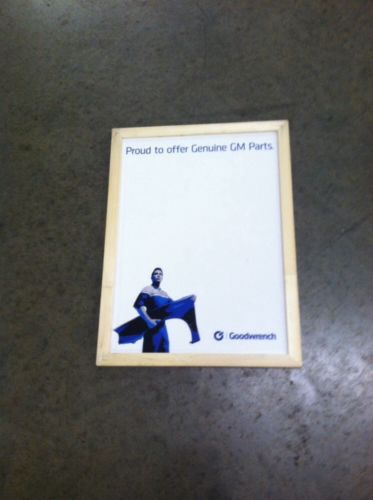 Proud to offer Genuine GM Parts.
Goodwrench